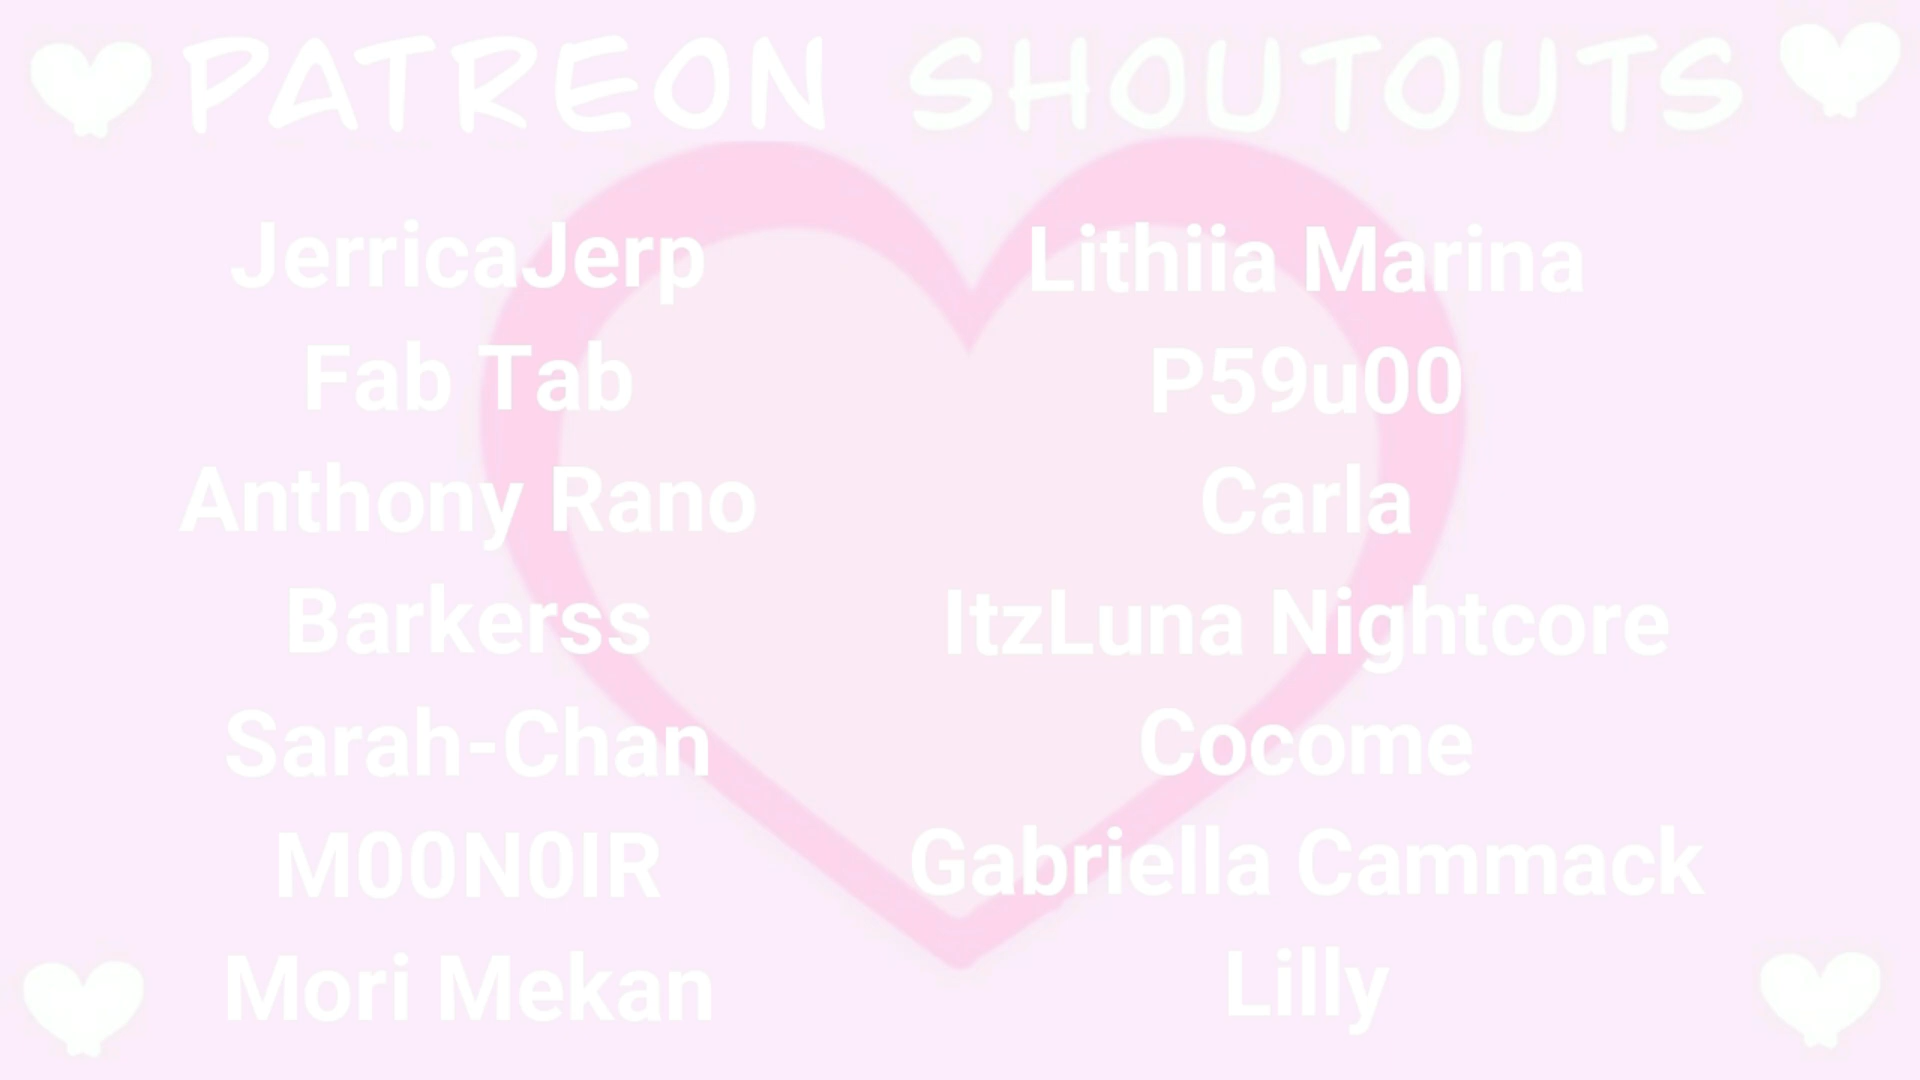 PATREON SHOUTOUTS
JerricaJerp
Fab Tab
Anthony Rano
Barkerss
Sarah-Chan
M00N0IR
Mori Mekan
Lithiia Marina
P59u00
Carla
ItzLuna Nightcore
Cocome
Gabriella Cammack
Lilly